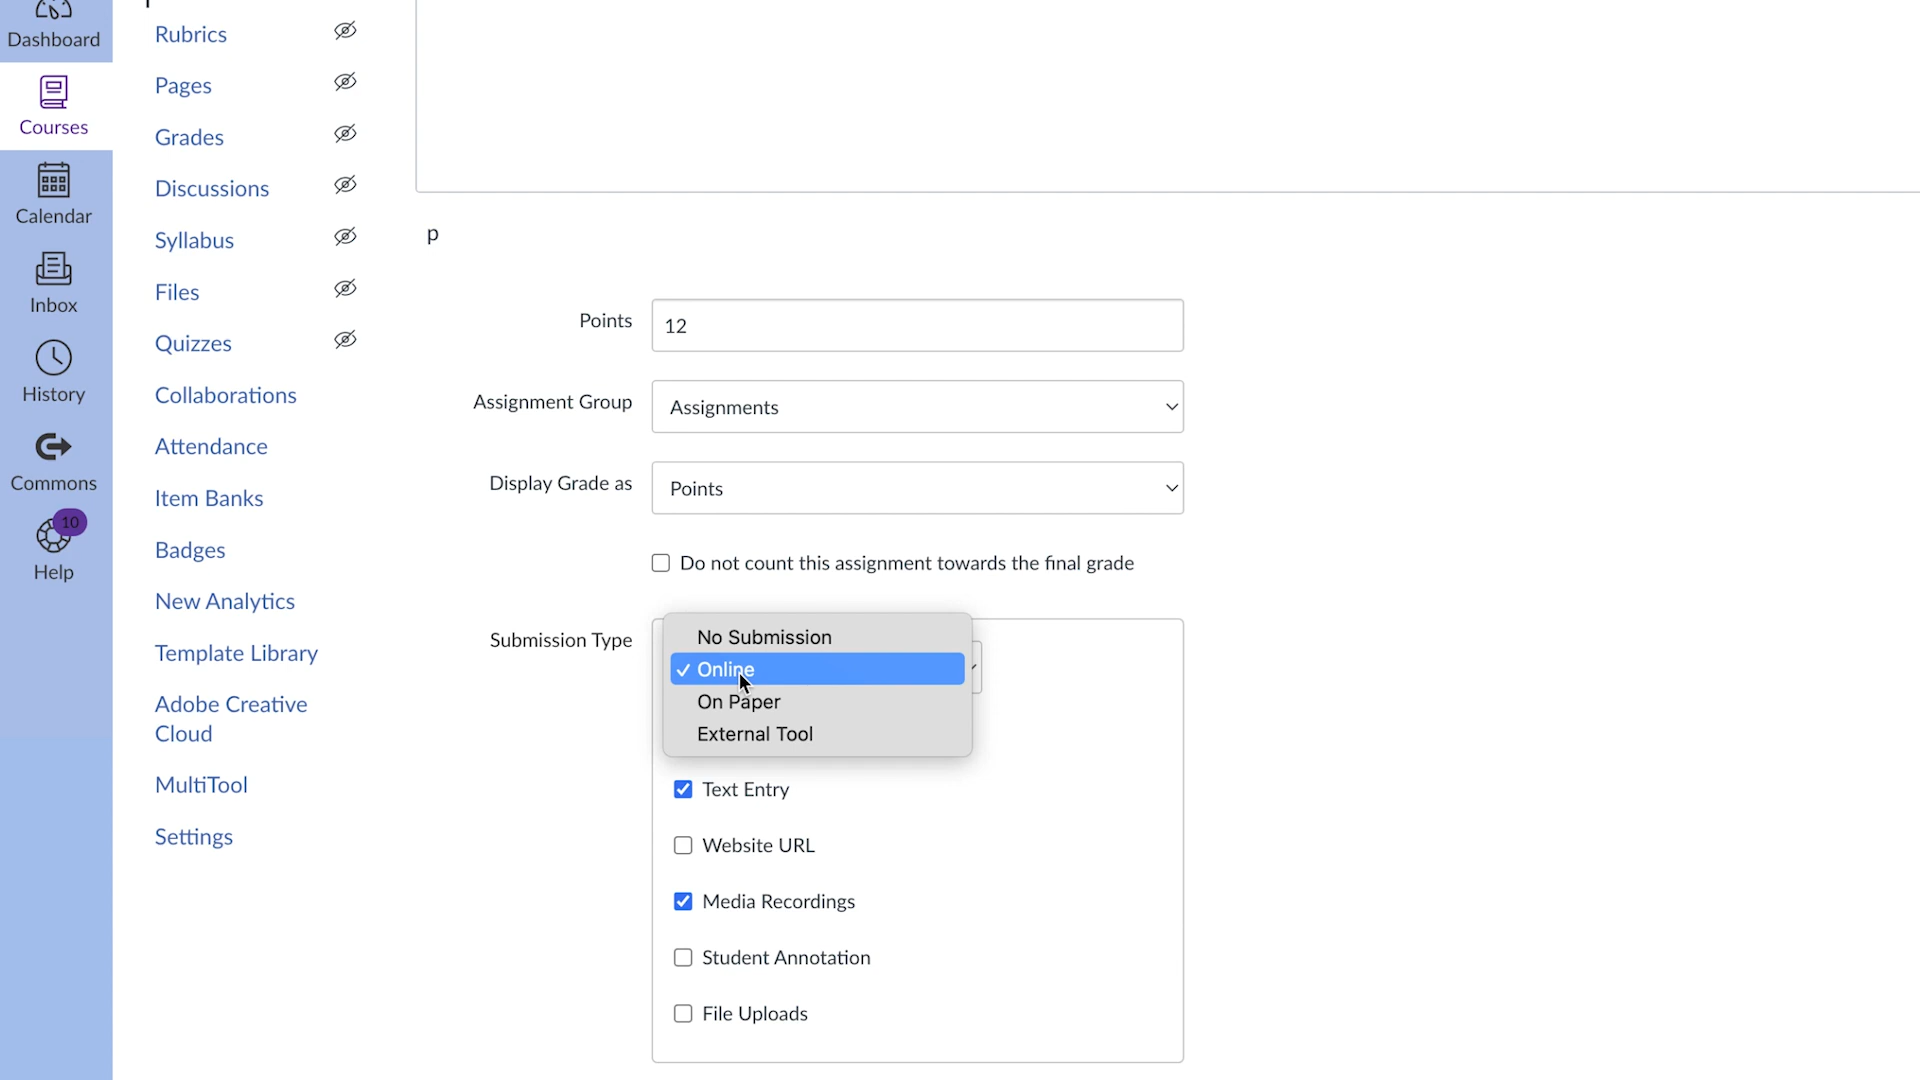 Dashboard
Courses
Calendar
Inbox
History
Commons
10
Help
Rubrics
Pages
Grades
Discussions
Syllabus
Files
Quizzes
Collaborations
Attendance
Item Banks
Badges
New Analytics
Template Library
Adobe Creative
Cloud
MultiTool
Settings
p
Points
12
Assignment Group
Assignments
Display Grade as
Points
Do not count this assignment towards the final grade
Submission Type
No Submission
Online
On Paper
External Tool
Text Entry
Website URL
Media Recordings
Student Annotation
File Uploads